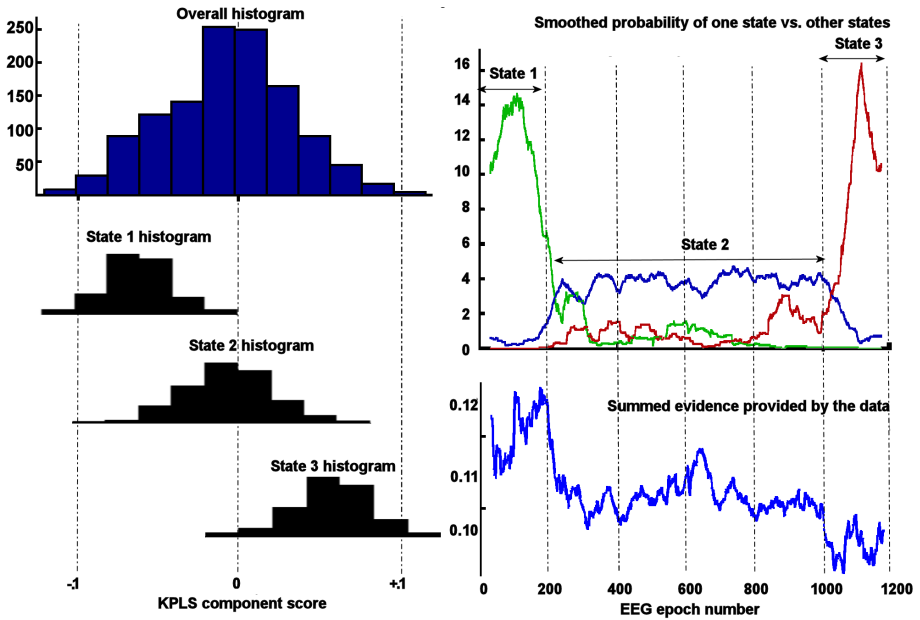 Overall histogram
250
200
150
100
50
State 1 histogram
State 2 histogram
State 3 histogram
-.1
0
+.1
KPLS component score
Smoothed probability of one state vs. other states
State 3
State 1
16
14
12
10
8
6
4
2
0
State 2
0.12
0.11
0.10
Summed evidence provided by the data
0
200
400
600
800
1000
1200
EEG epoch number